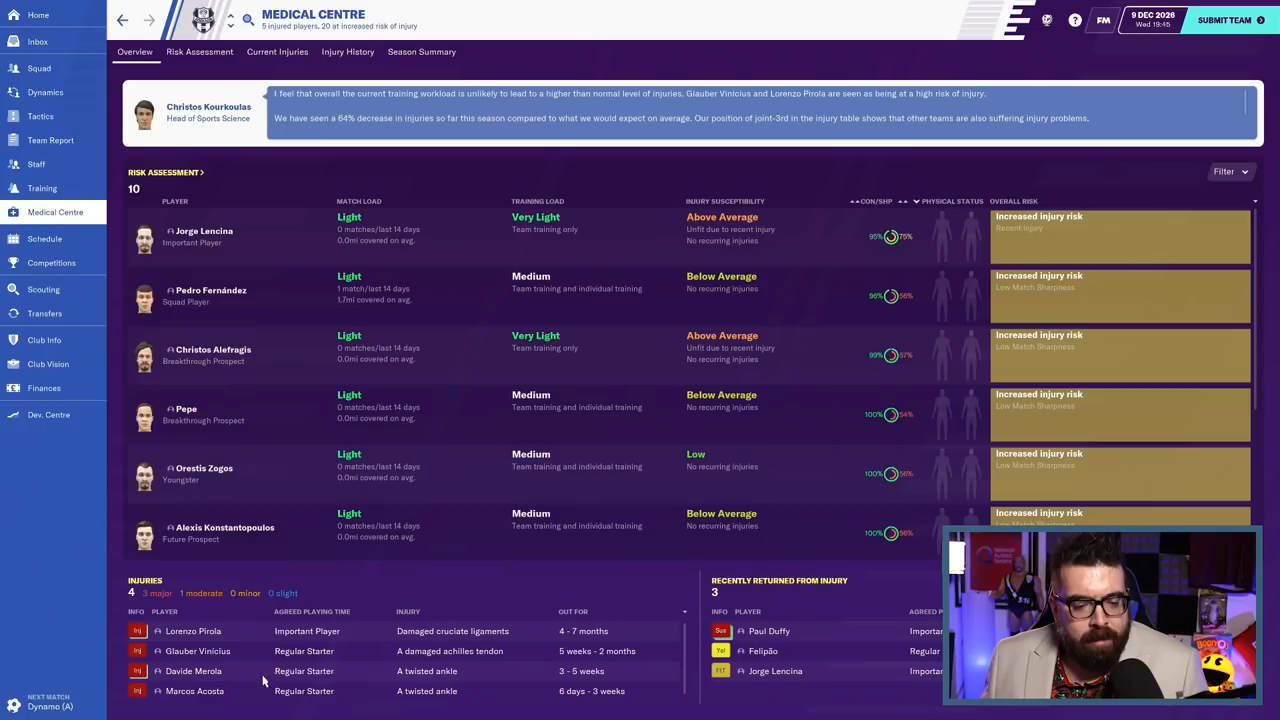 Home
Inbox
Squad
Dynamics
Tactics
Team Report
Staff
Training
Medical Centre
Schedule
Competitions
Scouting
Transfers
Club Info
Club Vision
Finances
Dev. Centre
NEXT MATCH
Dynamo (A)
MEDICAL CENTRE
5 injured players, 20 at increased risk of injury
FM
9 DEC 2026
Wed 19:45
SUBMIT TEAM
Overview
Risk Assessment
Current Injuries
Injury History
Season Summary
Christos Kourkoulas
Head of Sports Science
I feel that overall the current training workload is unlikely to lead to a higher than normal level of injuries. Glauber Vinícius and Lorenzo Pirola are seen as being at a high risk of injury.
We have seen a 64% decrease in injuries so far this season compared to what we would expect on average. Our position of joint-3rd in the injury table shows that other teams are also suffering injury problems.
RISK ASSESSMENT >
10
Filter
PLAYER MATCH LOAD TRAINING LOAD INJURY SUSCEPTIBILITY CON/SHP PHYSICAL STATUS OVERALL RISK
Jorge Lencina
Important Player
Light
0 matches/last 14 days
0.0mi covered on avg.
Very Light
Team training only
Above Average
Unfit due to recent injury
No recurring injuries
95% 75%
Increased injury risk
Recent injury
Pedro Fernández
Squad Player
Light
1 match/last 14 days
1.7mi covered on avg.
Medium
Team training and individual training
Below Average
No recurring injuries
96% 56%
Increased injury risk
Low Match Sharpness
Christos Alefragis
Breakthrough Prospect
Light
0 matches/last 14 days
0.0mi covered on avg.
Very Light
Team training only
Above Average
Unfit due to recent injury
No recurring injuries
99% 57%
Increased injury risk
Low Match Sharpness
Pepe
Breakthrough Prospect
Light
0 matches/last 14 days
0.0mi covered on avg.
Medium
Team training and individual training
Below Average
No recurring injuries
100% 54%
Increased injury risk
Low Match Sharpness
Orestis Zogos
Youngster
Light
0 matches/last 14 days
0.0mi covered on avg.
Medium
Team training and individual training
Low
No recurring injuries
100% 56%
Increased injury risk
Low Match Sharpness
Alexis Konstantopoulos
Future Prospect
Light
0 matches/last 14 days
0.0mi covered on avg.
Medium
Team training and individual training
Below Average
No recurring injuries
100%
Increased injury risk
INJURIES
4 3 major 1 moderate 0 minor 0 slight
INFO PLAYER AGREED PLAYING TIME INJURY OUT FOR
Inj Lorenzo Pirola Important Player Damaged cruciate ligaments 4 - 7 months
Inj Glauber Vinícius Regular Starter A damaged achilles tendon 5 weeks - 2 months
Inj Davide Merola Regular Starter A twisted ankle 3 - 5 weeks
Inj Marcos Acosta Regular Starter A twisted ankle 6 days - 3 weeks
RECENTLY RETURNED FROM INJURY
3
INFO PLAYER AGREED P
Sus Paul Duffy Importan
Yel Felipão Regular
FIT Jorge Lencina Importan